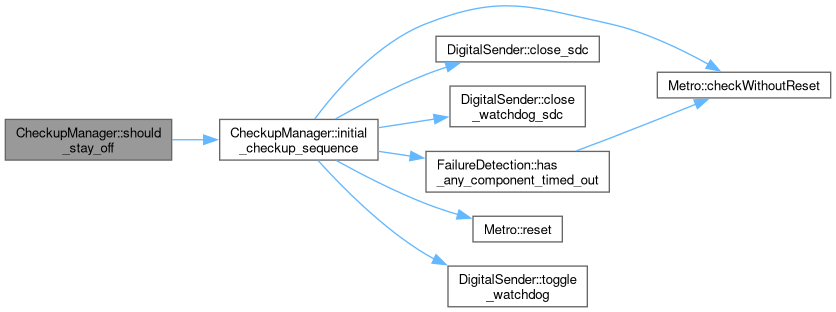 CheckupManager::should
_stay_off
CheckupManager::initial
_checkup_sequence
DigitalSender::close_sdc
DigitalSender::close
_watchdog_sdc
FailureDetection::has
_any_component_timed_out
Metro::reset
DigitalSender::toggle
_watchdog
Metro::checkWithoutReset